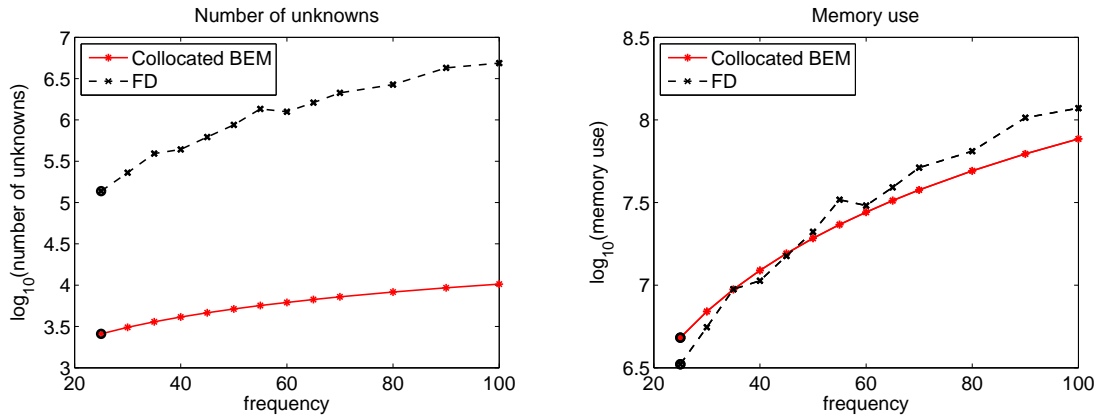 Number of unknowns
7
6.5
6
5.5
5
4.5
4
3.5
3
20
40
60
80
100
frequency
log10(number of unknowns)
Collocated BEM
FD
Memory use
8.5
8
7.5
7
6.5
20
40
60
80
100
frequency
log10(memory use)
Collocated BEM
FD